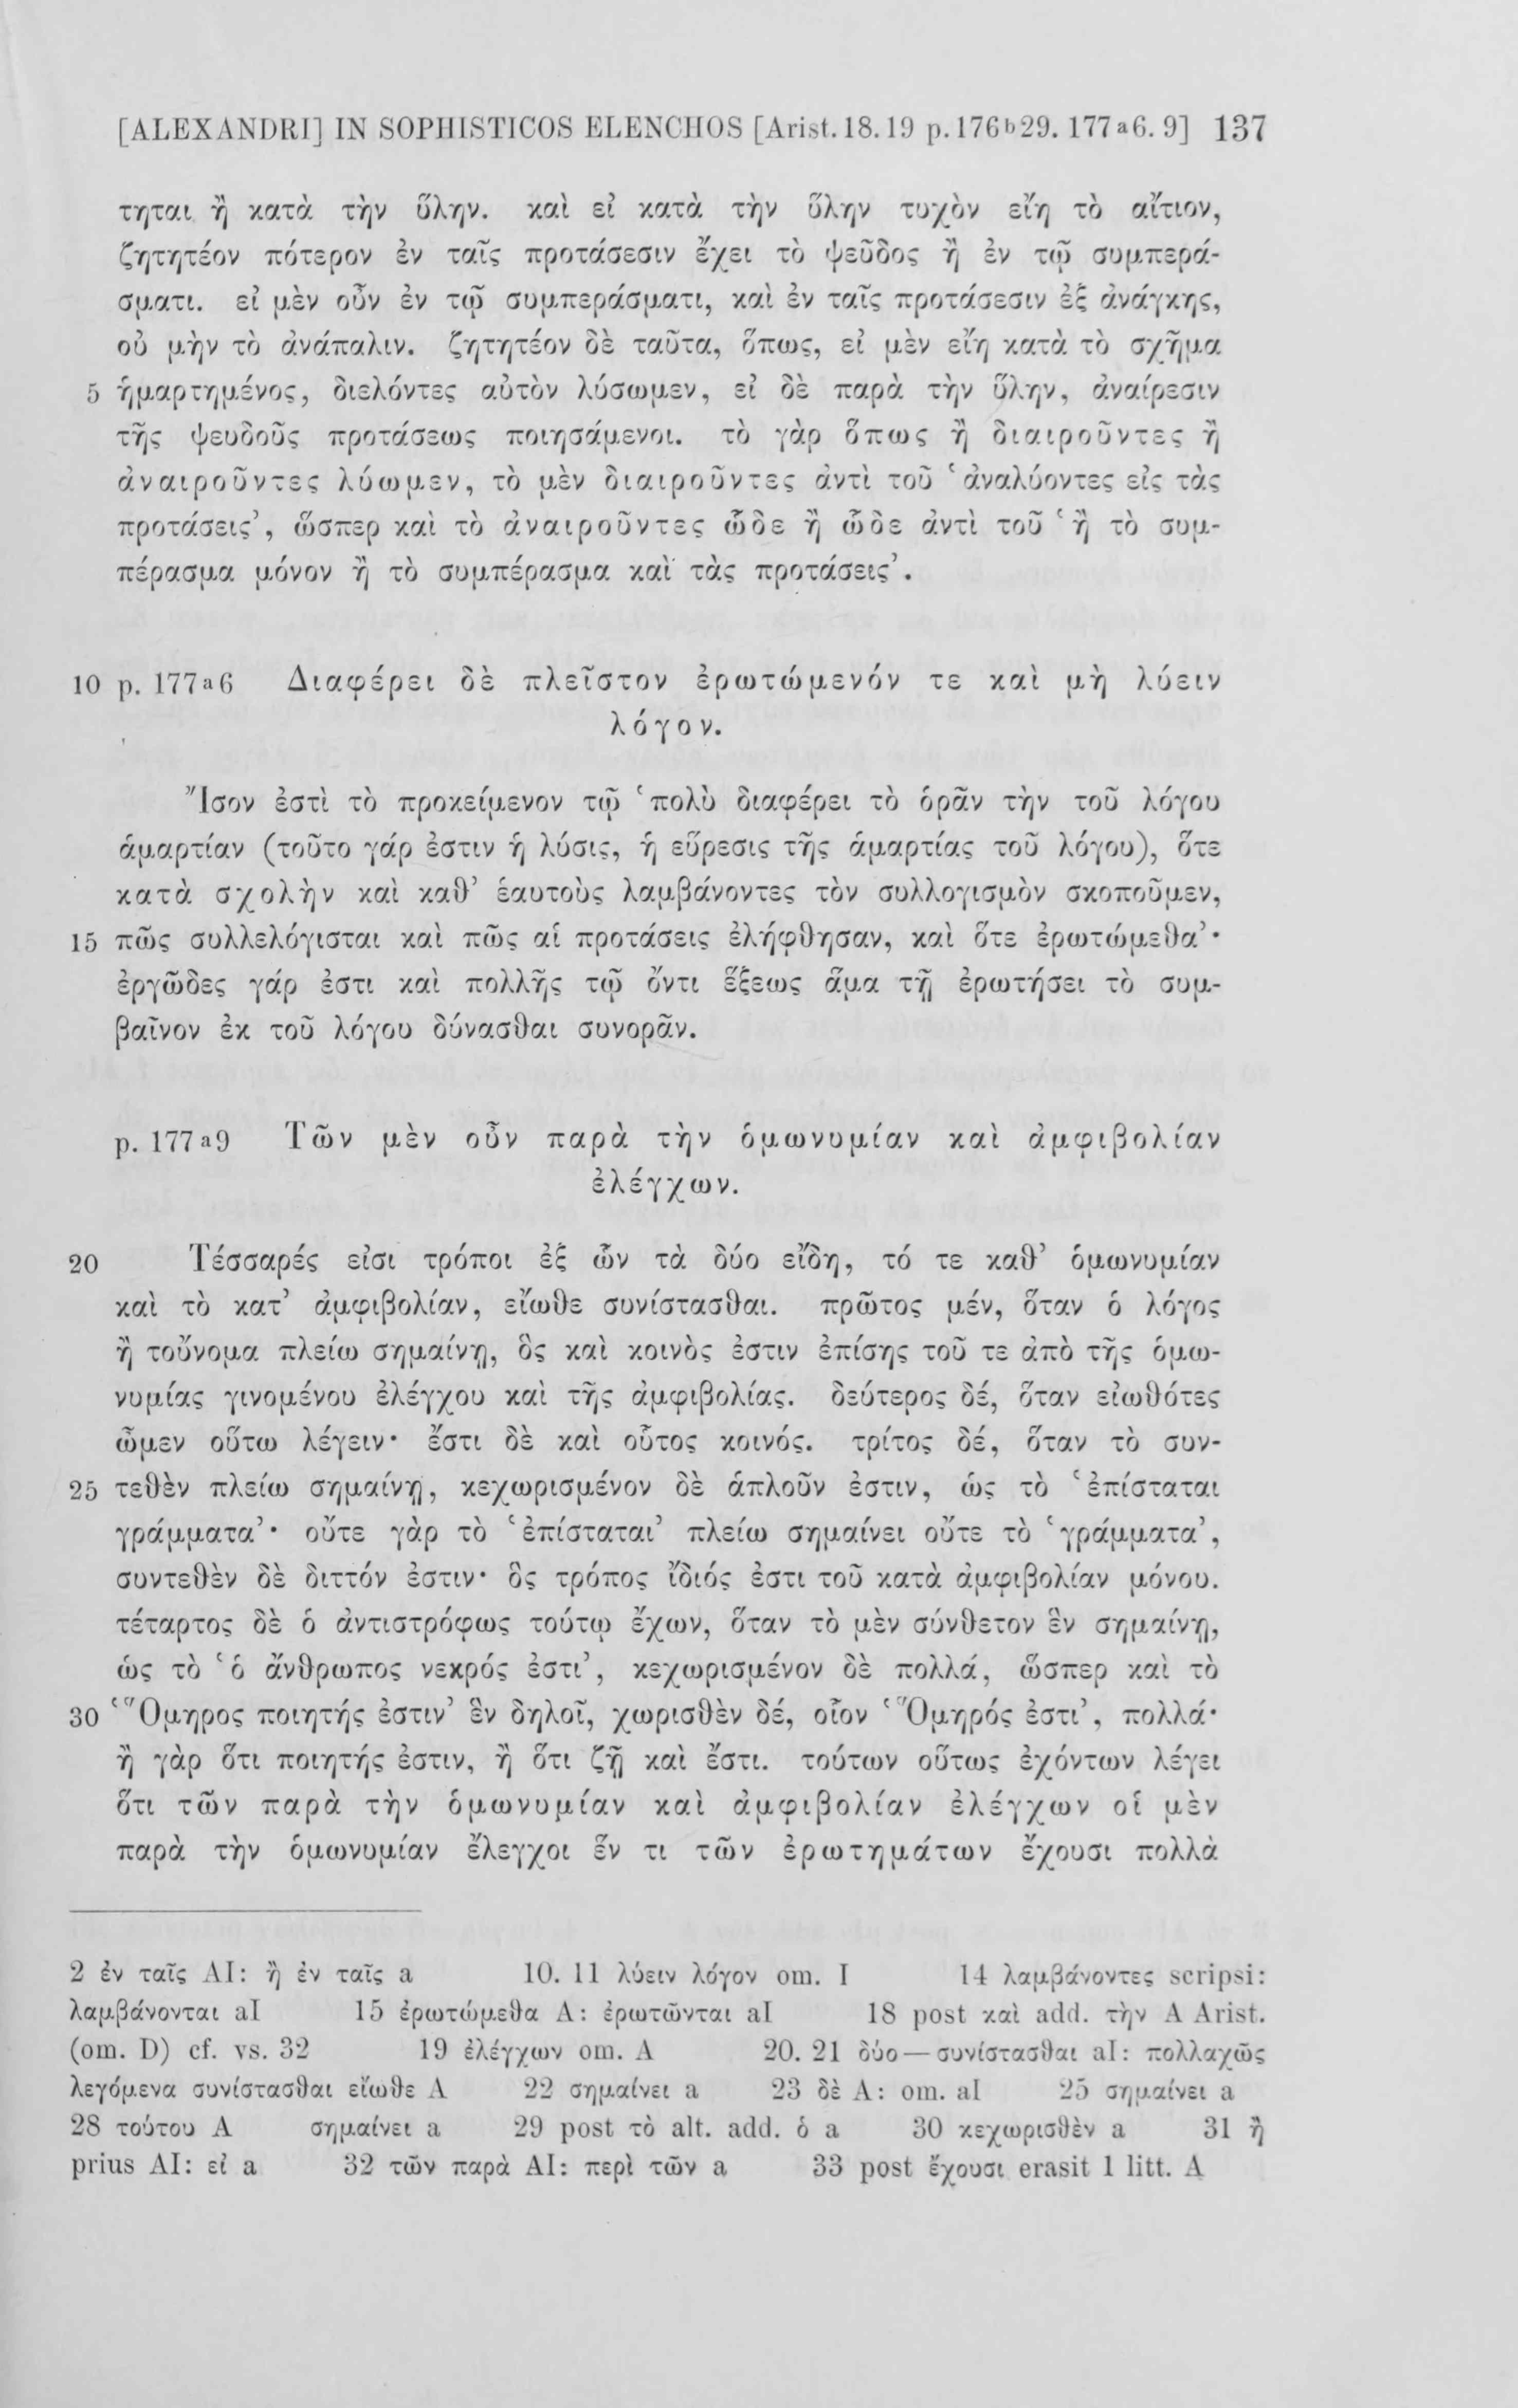 [ALEXANDRI] IN SOPHISTICOS ELENCHOS [Arist. 18. 19 p. 176ᵇ29. 177ᵃ6. 9] 137
τηται ἢ κατὰ τὴν ὕλην. καὶ εἰ κατὰ τὴν ὕλην τυχὸν εἴη τὸ αἴτιον,
ζητητέον πότερον ἐν ταῖς προτάσεσιν ἔχει τὸ ψεῦδος ἢ ἐν τῷ συμπερά-
σματι. εἰ μὲν οὖν ἐν τῷ συμπεράσματι, καὶ ἐν ταῖς προτάσεσιν ἐξ ἀνάγκης,
οὐ μὴν τὸ ἀνάπαλιν. ζητητέον δὲ ταῦτα, ὅπως, εἰ μὲν εἴη κατὰ τὸ σχῆμα
5 ἡμαρτημένος, διελόντες αὐτὸν λύσωμεν, εἰ δὲ παρὰ τὴν ὕλην, ἀναίρεσιν
τῆς ψευδοῦς προτάσεως ποιησάμενοι. τὸ γὰρ ὅπως ἢ διαιροῦντες ἢ
ἀναιροῦντες λύωμεν, τὸ μὲν διαιροῦντες ἀντὶ τοῦ ‘ἀναλύοντες εἰς τὰς
προτάσεις’, ὥσπερ καὶ τὸ ἀναιροῦντες ὧδε ἢ ὧδε ἀντὶ τοῦ ‘ἢ τὸ συμ-
πέρασμα μόνον ἢ τὸ συμπέρασμα καὶ τὰς προτάσεις’.
10 p. 177ᵃ6 Διαφέρει δὲ πλεῖστον ἐρωτώμενόν τε καὶ μὴ λύειν
λόγον.
Ἴσον ἐστὶ τὸ προκείμενον τῷ ‘πολὺ διαφέρει τὸ ὁρᾶν τὴν τοῦ λόγου
ἁμαρτίαν (τοῦτο γάρ ἐστιν ἡ λύσις, ἡ εὕρεσις τῆς ἁμαρτίας τοῦ λόγου), ὅτε
κατὰ σχολὴν καὶ καθ’ ἑαυτοὺς λαμβάνοντες τὸν συλλογισμὸν σκοποῦμεν,
15 πῶς συλλελόγισται καὶ πῶς αἱ προτάσεις ἐλήφθησαν, καὶ ὅτε ἐρωτώμεθα’·
ἐργῶδες γάρ ἐστι καὶ πολλῆς τῷ ὄντι ἕξεως ἅμα τῇ ἐρωτήσει τὸ συμ-
βαῖνον ἐκ τοῦ λόγου δύνασθαι συνορᾶν.
p. 177ᵃ9 Τῶν μὲν οὖν παρὰ τὴν ὁμωνυμίαν καὶ ἀμφιβολίαν
ἐλέγχων.
20 Τέσσαρές εἰσι τρόποι ἐξ ὧν τὰ δύο εἴδη, τό τε καθ’ ὁμωνυμίαν
καὶ τὸ κατ’ ἀμφιβολίαν, εἴωθε συνίστασθαι. πρῶτος μέν, ὅταν ὁ λόγος
ἢ τοὔνομα πλείω σημαίνῃ, ὃς καὶ κοινὸς ἐστιν ἐπίσης τοῦ τε ἀπὸ τῆς ὁμω-
νυμίας γινομένου ἐλέγχου καὶ τῆς ἀμφιβολίας. δεύτερος δέ, ὅταν εἰωθότες
ὦμεν οὕτω λέγειν· ἔστι δὲ καὶ οὗτος κοινός. τρίτος δέ, ὅταν τὸ συν-
25 τεθὲν πλείω σημαίνῃ, κεχωρισμένον δὲ ἁπλοῦν ἐστιν, ὡς τὸ ‘ἐπίσταται
γράμματα’· οὔτε γὰρ τὸ ‘ἐπίσταται’ πλείω σημαίνει οὔτε τὸ ‘γράμματα’,
συντεθὲν δὲ διττόν ἐστιν· ὃς τρόπος ἴδιός ἐστι τοῦ κατὰ ἀμφιβολίαν μόνου.
τέταρτος δὲ ὁ ἀντιστρόφως τούτῳ ἔχων, ὅταν τὸ μὲν σύνθετον ἓν σημαίνῃ,
ὡς τὸ ‘ὁ ἄνθρωπος νεκρός ἐστι’, κεχωρισμένον δὲ πολλά, ὥσπερ καὶ τὸ
30 ‘Ὅμηρος ποιητής ἐστιν’ ἓν δηλοῖ, χωρισθὲν δέ, οἷον ‘Ὅμηρός ἐστι’, πολλά·
ἢ γὰρ ὅτι ποιητής ἐστιν, ἢ ὅτι ζῇ καὶ ἔστι. τούτων οὕτως ἐχόντων λέγει
ὅτι τῶν παρὰ τὴν ὁμωνυμίαν καὶ ἀμφιβολίαν ἐλέγχων οἱ μὲν
παρὰ τὴν ὁμωνυμίαν ἔλεγχοι ἕν τι τῶν ἐρωτημάτων ἔχουσι πολλὰ
2 ἐν ταῖς AI: ἢ ἐν ταῖς a 10. 11 λύειν λόγον om. I 14 λαμβάνοντες scripsi:
λαμβάνονται aI 15 ἐρωτώμεθα A: ἐρωτῶνται aI 18 post καὶ add. τὴν A Arist.
(om. D) cf. vs. 32 19 ἐλέγχων om. A 20. 21 δύο — συνίστασθαι aI: πολλαχῶς
λεγόμενα συνίστασθαι εἴωθε A 22 σημαίνει a 23 δὲ A: om. aI 25 σημαίνει a
28 τούτου A σημαίνει a 29 post τὸ alt. add. ὁ a 30 κεχωρισθὲν a 31 ἢ
prius AI: εἰ a 32 τῶν παρὰ AI: περὶ τῶν a 33 post ἔχουσι erasit 1 litt. A